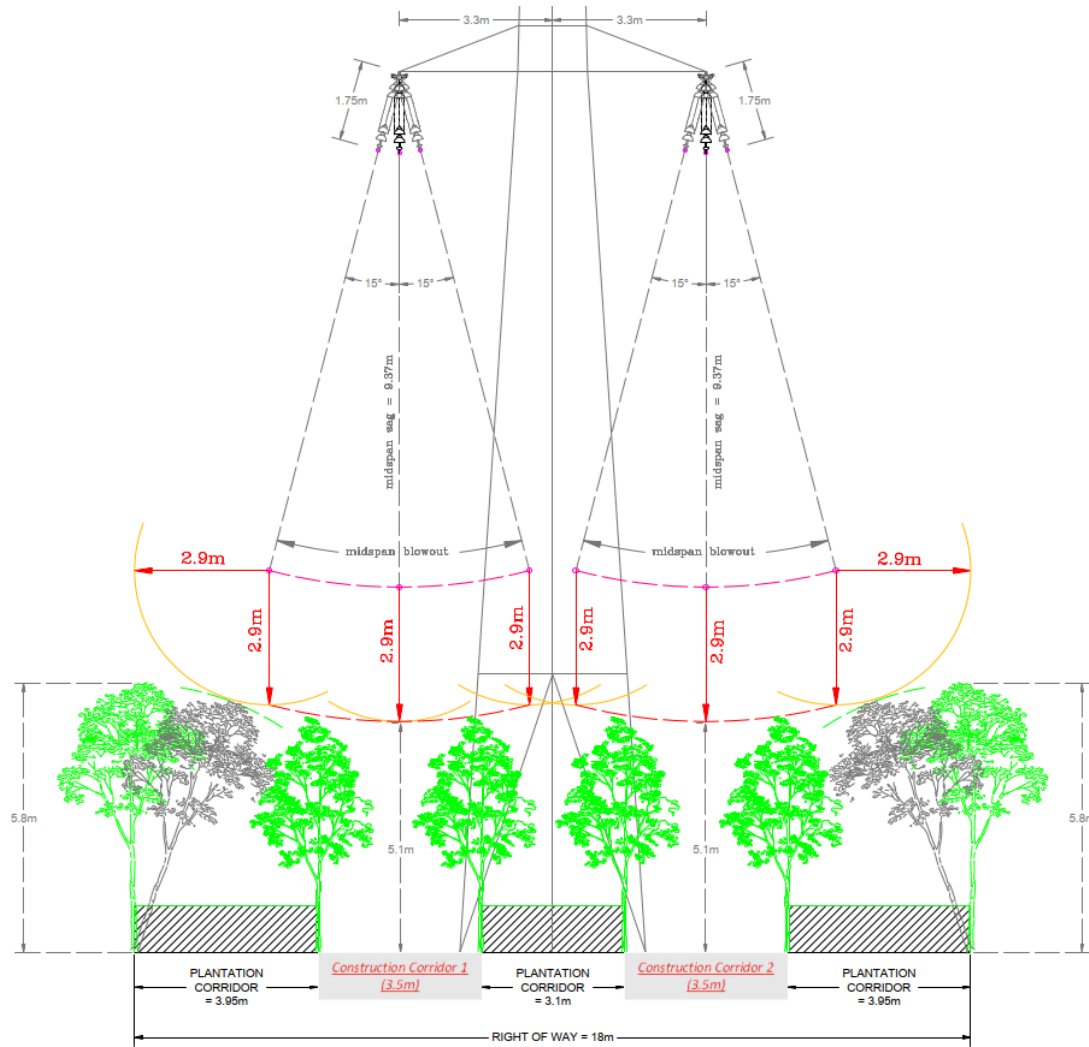 3.3m
3.3m
1.75m
1.75m
15°
15°
15°
15°
midspan sag = 9.37m
midspan sag = 9.37m
midspan blowout
midspan blowout
2.9m
2.9m
2.9m
2.9m
2.9m
2.9m
2.9m
2.9m
5.8m
5.1m
5.1m
5.8m
PLANTATION
CORRIDOR
= 3.95m
Construction Corridor 1
(3.5m)
PLANTATION
CORRIDOR
= 3.1m
Construction Corridor 2
(3.5m)
PLANTATION
CORRIDOR
= 3.95m
RIGHT OF WAY = 18m